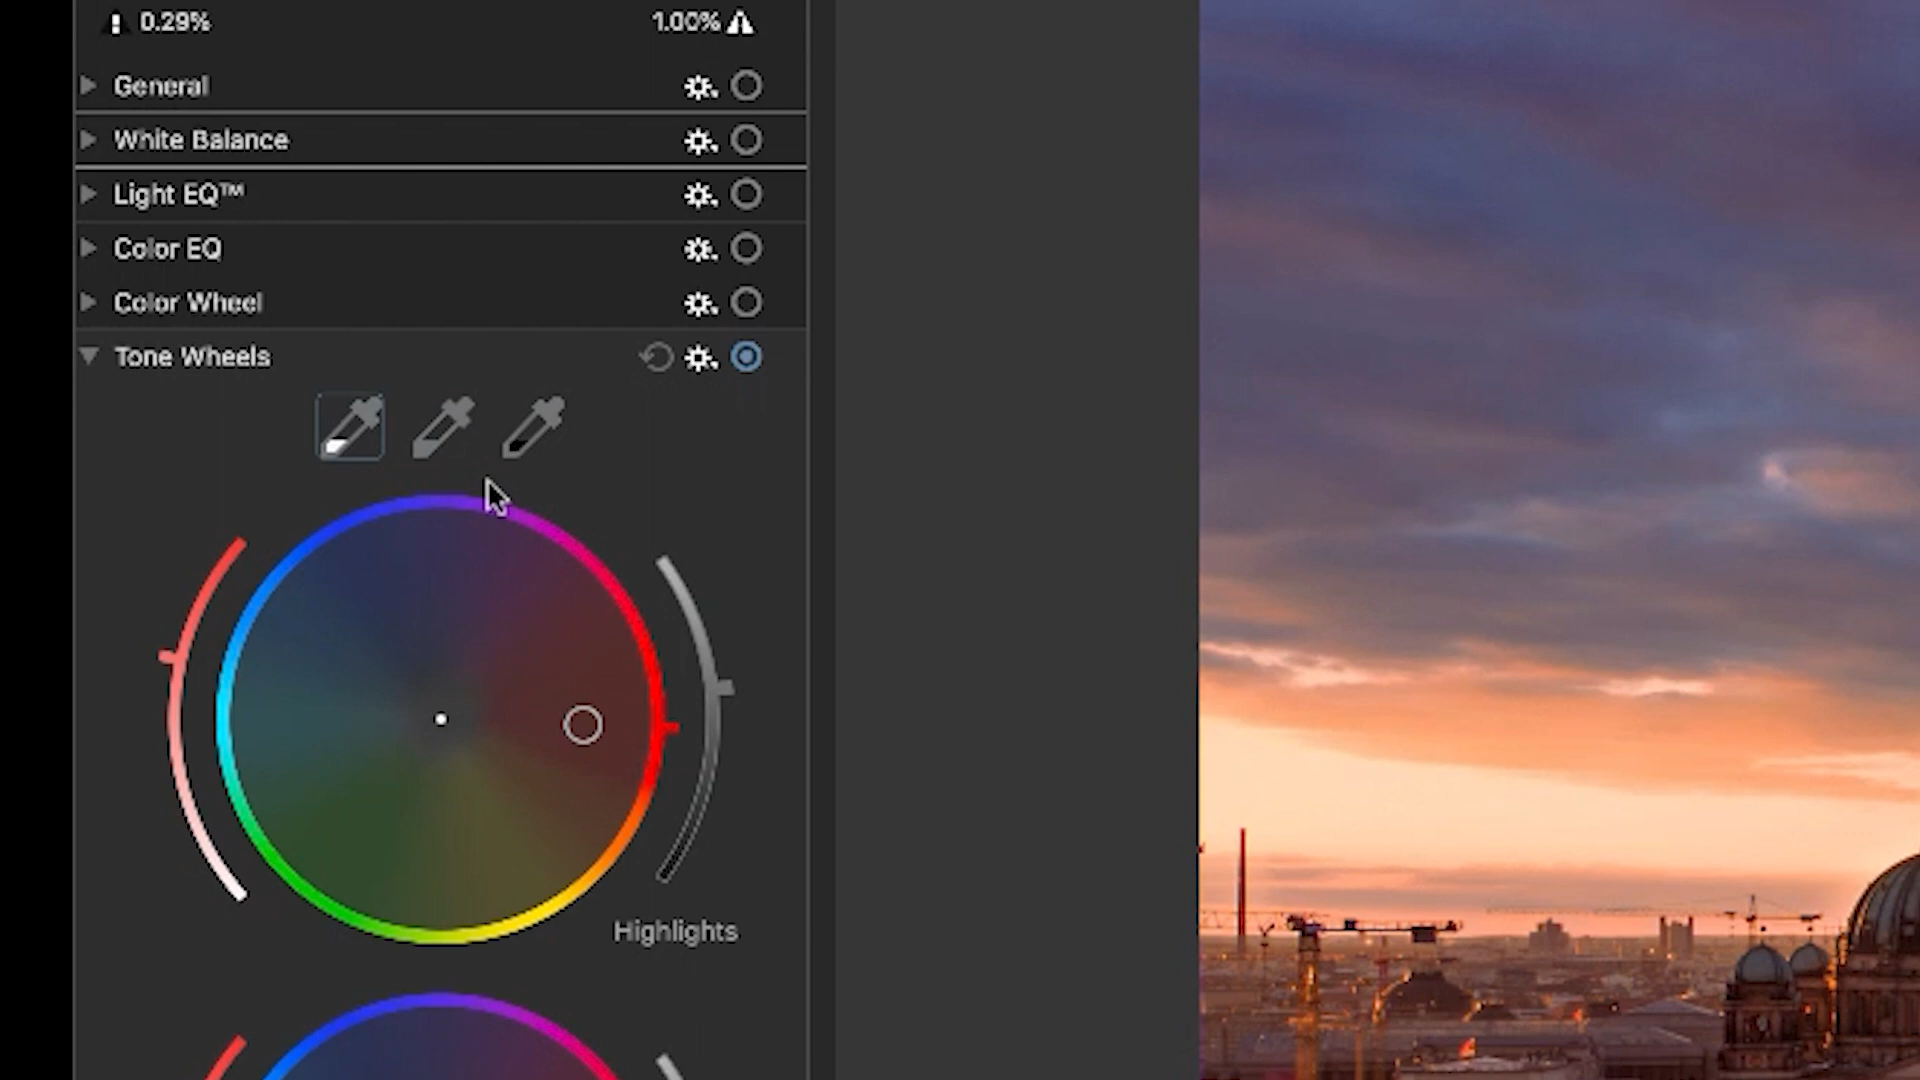 0.29%
1.00%
General
White Balance
Light EQ™
Color EQ
Color Wheel
Tone Wheels
Highlights